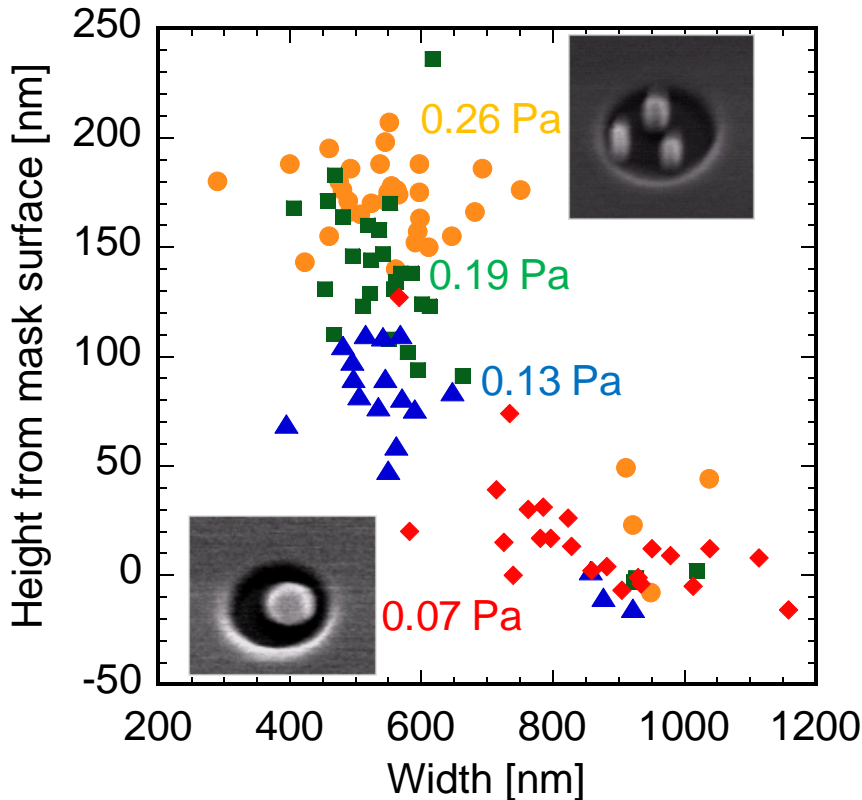 250
200
150
100
50
0
-50
Height from mask surface [nm]
0.26 Pa
0.19 Pa
0.13 Pa
0.07 Pa
200 400 600 800 1000 1200
Width [nm]